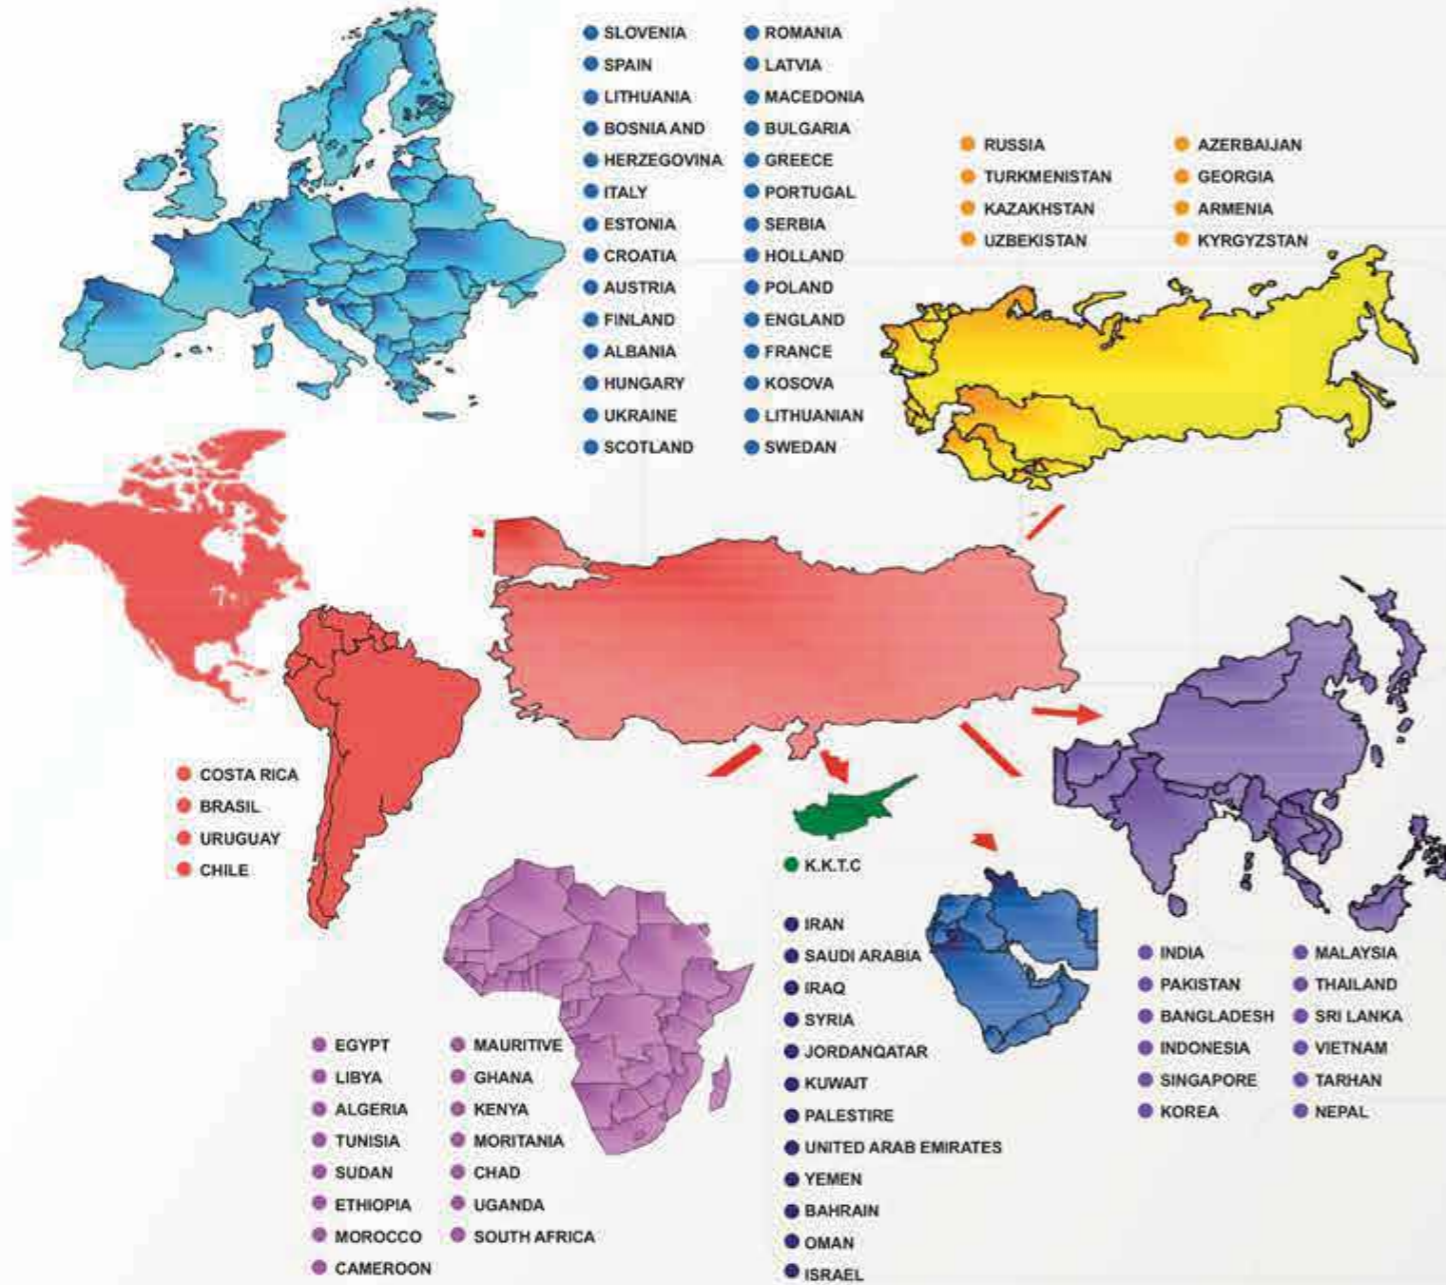 SLOVENIA
SPAIN
LITHUANIA
BOSNIA AND
HERZEGOVINA
ITALY
ESTONIA
CROATIA
AUSTRIA
FINLAND
ALBANIA
HUNGARY
UKRAINE
SCOTLAND
ROMANIA
LATVIA
MACEDONIA
BULGARIA
GREECE
PORTUGAL
SERBIA
HOLLAND
POLAND
ENGLAND
FRANCE
KOSOVA
LITHUANIAN
SWEDAN
RUSSIA
TURKMENISTAN
KAZAKHSTAN
UZBEKISTAN
AZERBAIJAN
GEORGIA
ARMENIA
KYRGYZSTAN
COSTA RICA
BRASIL
URUGUAY
CHILE
K.K.T.C
EGYPT
LIBYA
ALGERIA
TUNISIA
SUDAN
ETHIOPIA
MOROCCO
CAMEROON
MAURITIVE
GHANA
KENYA
MORITANIA
CHAD
UGANDA
SOUTH AFRICA
IRAN
SAUDI ARABIA
IRAQ
SYRIA
JORDANQATAR
KUWAIT
PALESTIRE
UNITED ARAB EMIRATES
YEMEN
BAHRAIN
OMAN
ISRAEL
INDIA
PAKISTAN
BANGLADESH
INDONESIA
SINGAPORE
KOREA
MALAYSIA
THAILAND
SRI LANKA
VIETNAM
TARHAN
NEPAL